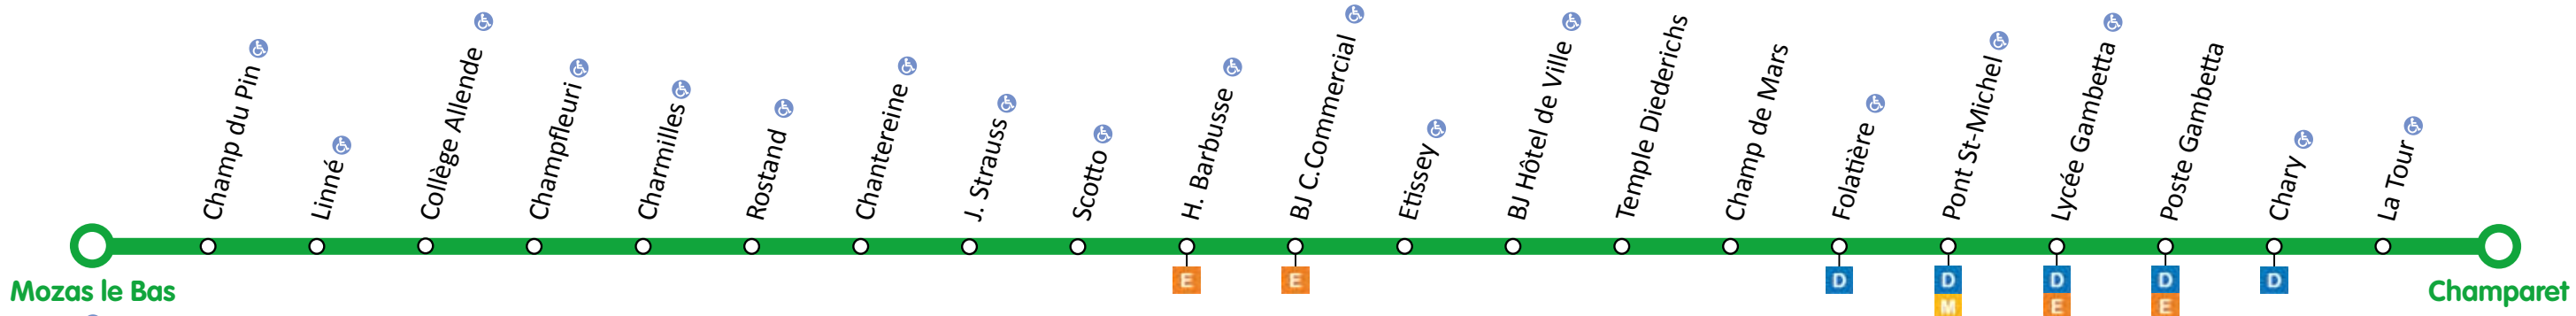 Champ du Pin
Linné
Collège Allende
Champfleuri
Charmilles
Rostand
Chantereine
J. Strauss
Scotto
H. Barbusse
BJ C.Commercial
Etissey
BJ Hôtel de Ville
Temple Diederichs
Champ de Mars
Folatière
Pont St-Michel
Lycée Gambetta
Poste Gambetta
Chary
La Tour
E
E
D
D
M
D
E
D
E
D
Mozas le Bas
Champaret